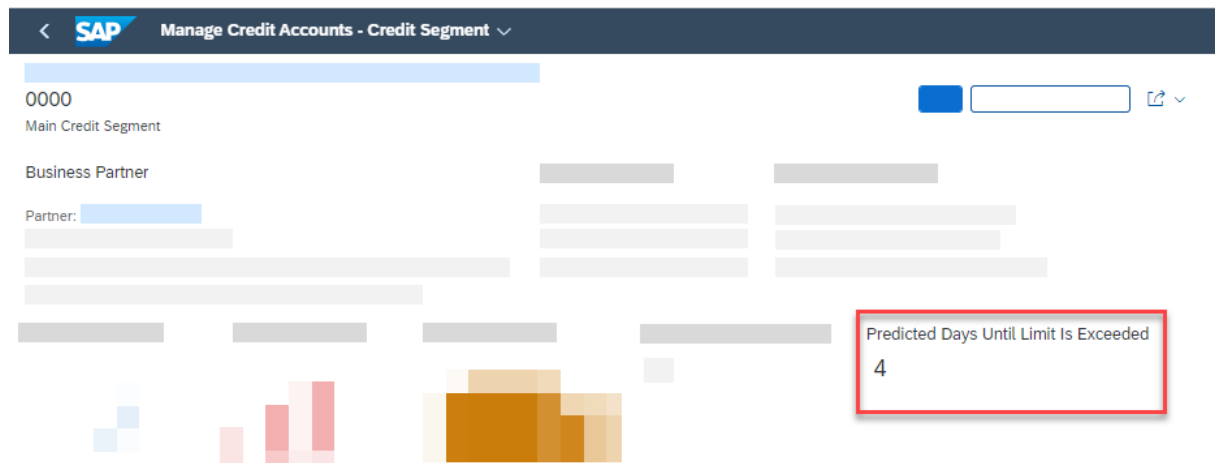 SAP Manage Credit Accounts - Credit Segment
0000
Main Credit Segment
Business Partner
Partner:
Predicted Days Until Limit Is Exceeded
4